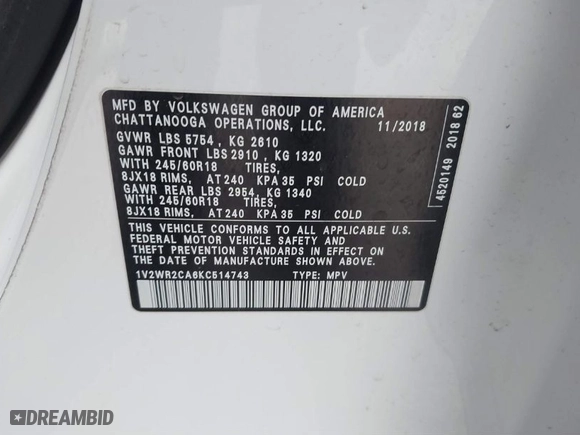 MFD BY VOLKSWAGEN GROUP OF AMERICA
CHATTANOOGA OPERATIONS, LLC. 11/2018
GVWR LBS 5754 , KG 2610
GAWR FRONT LBS 2910 , KG 1320
WITH 245/60R18 TIRES,
8JX18 RIMS, AT 240 KPA 35 PSI COLD
GAWR REAR LBS 2954, KG 1340
WITH 245/60R18 TIRES,
8JX18 RIMS, AT 240 KPA 35 PSI COLD
THIS VEHICLE CONFORMS TO ALL APPLICABLE U.S.
FEDERAL MOTOR VEHICLE SAFETY AND
THEFT PREVENTION STANDARDS IN EFFECT ON
THE DATE OF MANUFACTURE SHOWN ABOVE.
1V2WR2CA6KC514743 TYPE: MPV
4520149 2018 62
DREAMBID